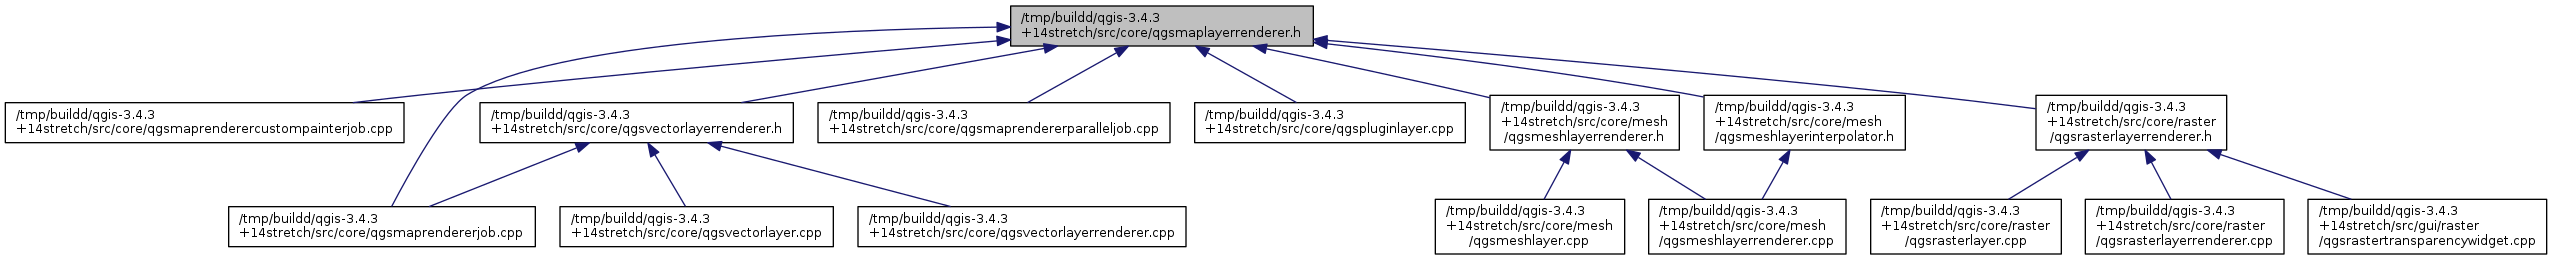 /tmp/buildd/qgis-3.4.3
+14stretch/src/core/qgsmaplayerrenderer.h
/tmp/buildd/qgis-3.4.3
+14stretch/src/core/qgsmaprenderercustompainterjob.cpp
/tmp/buildd/qgis-3.4.3
+14stretch/src/core/qgsvectorlayerrenderer.h
/tmp/buildd/qgis-3.4.3
+14stretch/src/core/qgsmaprendererparalleljob.cpp
/tmp/buildd/qgis-3.4.3
+14stretch/src/core/qgspluginlayer.cpp
/tmp/buildd/qgis-3.4.3
+14stretch/src/core/mesh
/qgsmeshlayerrenderer.h
/tmp/buildd/qgis-3.4.3
+14stretch/src/core/mesh
/qgsmeshlayerinterpolator.h
/tmp/buildd/qgis-3.4.3
+14stretch/src/core/raster
/qgsrasterlayerrenderer.h
/tmp/buildd/qgis-3.4.3
+14stretch/src/core/qgsmaprendererjob.cpp
/tmp/buildd/qgis-3.4.3
+14stretch/src/core/qgsvectorlayer.cpp
/tmp/buildd/qgis-3.4.3
+14stretch/src/core/qgsvectorlayerrenderer.cpp
/tmp/buildd/qgis-3.4.3
+14stretch/src/core/mesh
/qgsmeshlayer.cpp
/tmp/buildd/qgis-3.4.3
+14stretch/src/core/mesh
/qgsmeshlayerrenderer.cpp
/tmp/buildd/qgis-3.4.3
+14stretch/src/core/raster
/qgsrasterlayer.cpp
/tmp/buildd/qgis-3.4.3
+14stretch/src/core/raster
/qgsrasterlayerrenderer.cpp
/tmp/buildd/qgis-3.4.3
+14stretch/src/gui/raster
/qgsrastertransparencywidget.cpp